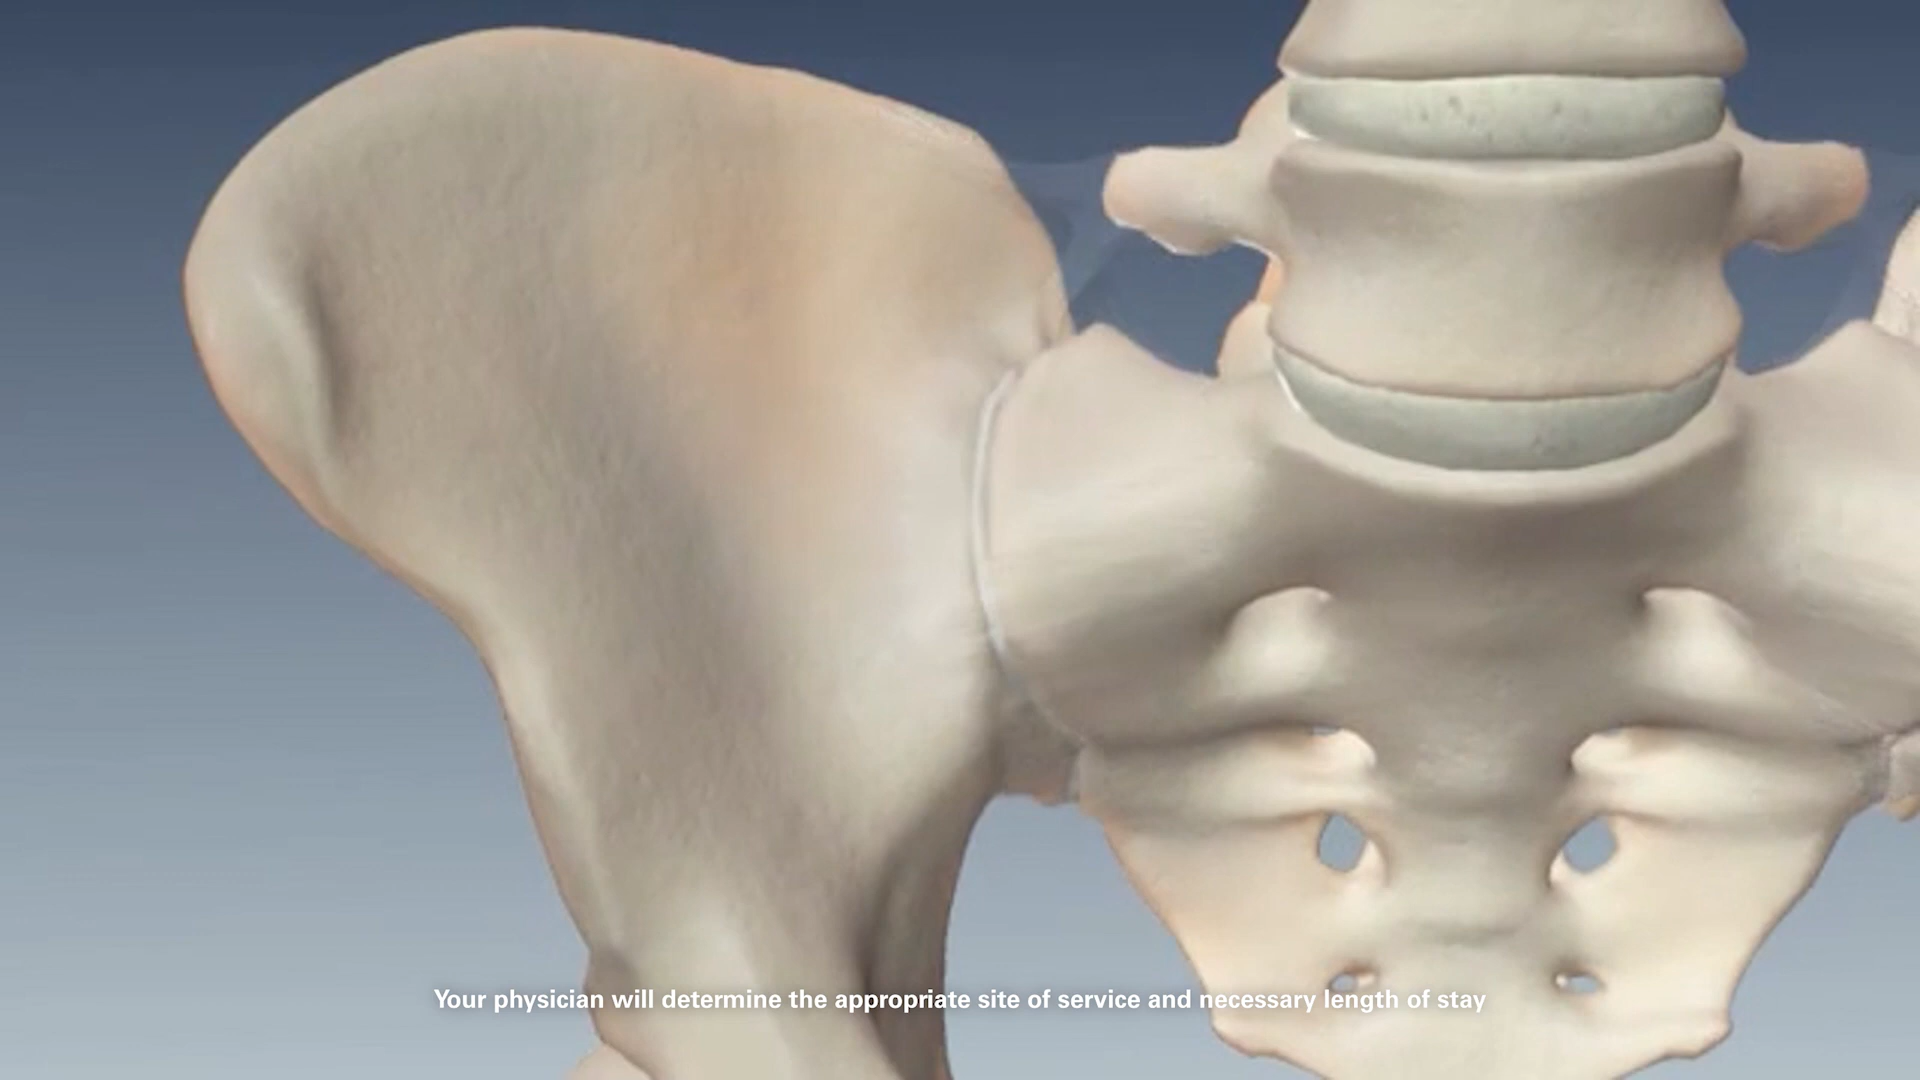 Your physician will determine the appropriate site of service and necessary length of stay